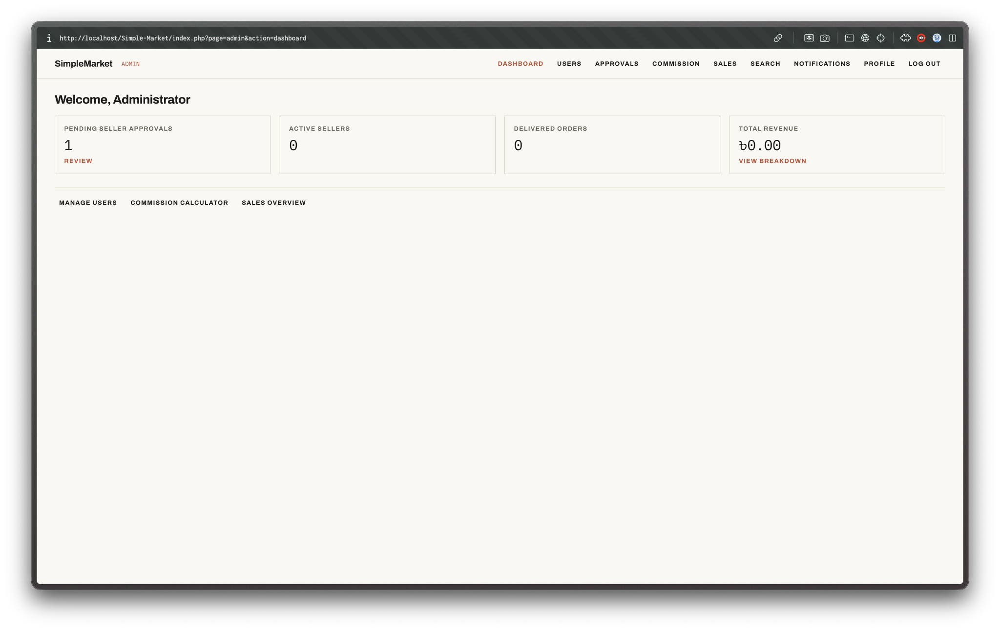 http://localhost/Simple-Market/index.php?page=admin&action=dashboard
SimpleMarket ADMIN DASHBOARD USERS APPROVALS COMMISSION SALES SEARCH NOTIFICATIONS PROFILE LOG OUT
Welcome, Administrator
PENDING SELLER APPROVALS
1
REVIEW
ACTIVE SELLERS
0
DELIVERED ORDERS
0
TOTAL REVENUE
৳0.00
VIEW BREAKDOWN
MANAGE USERS COMMISSION CALCULATOR SALES OVERVIEW